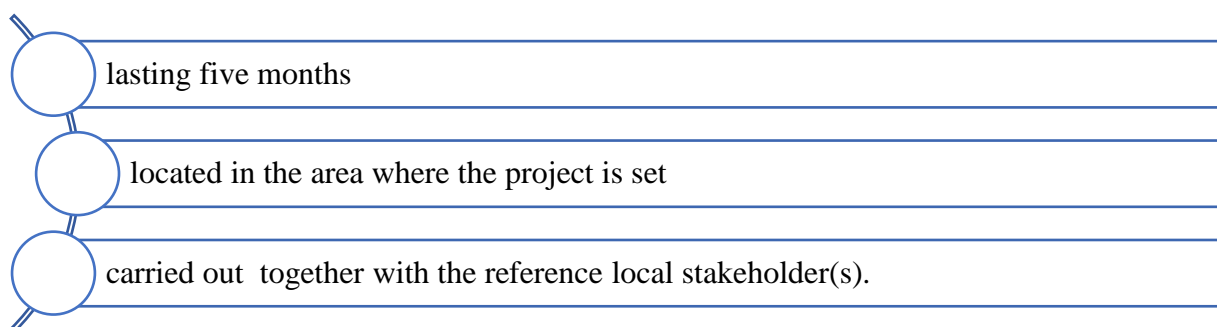 lasting five months
located in the area where the project is set
carried out  together with the reference local stakeholder(s).